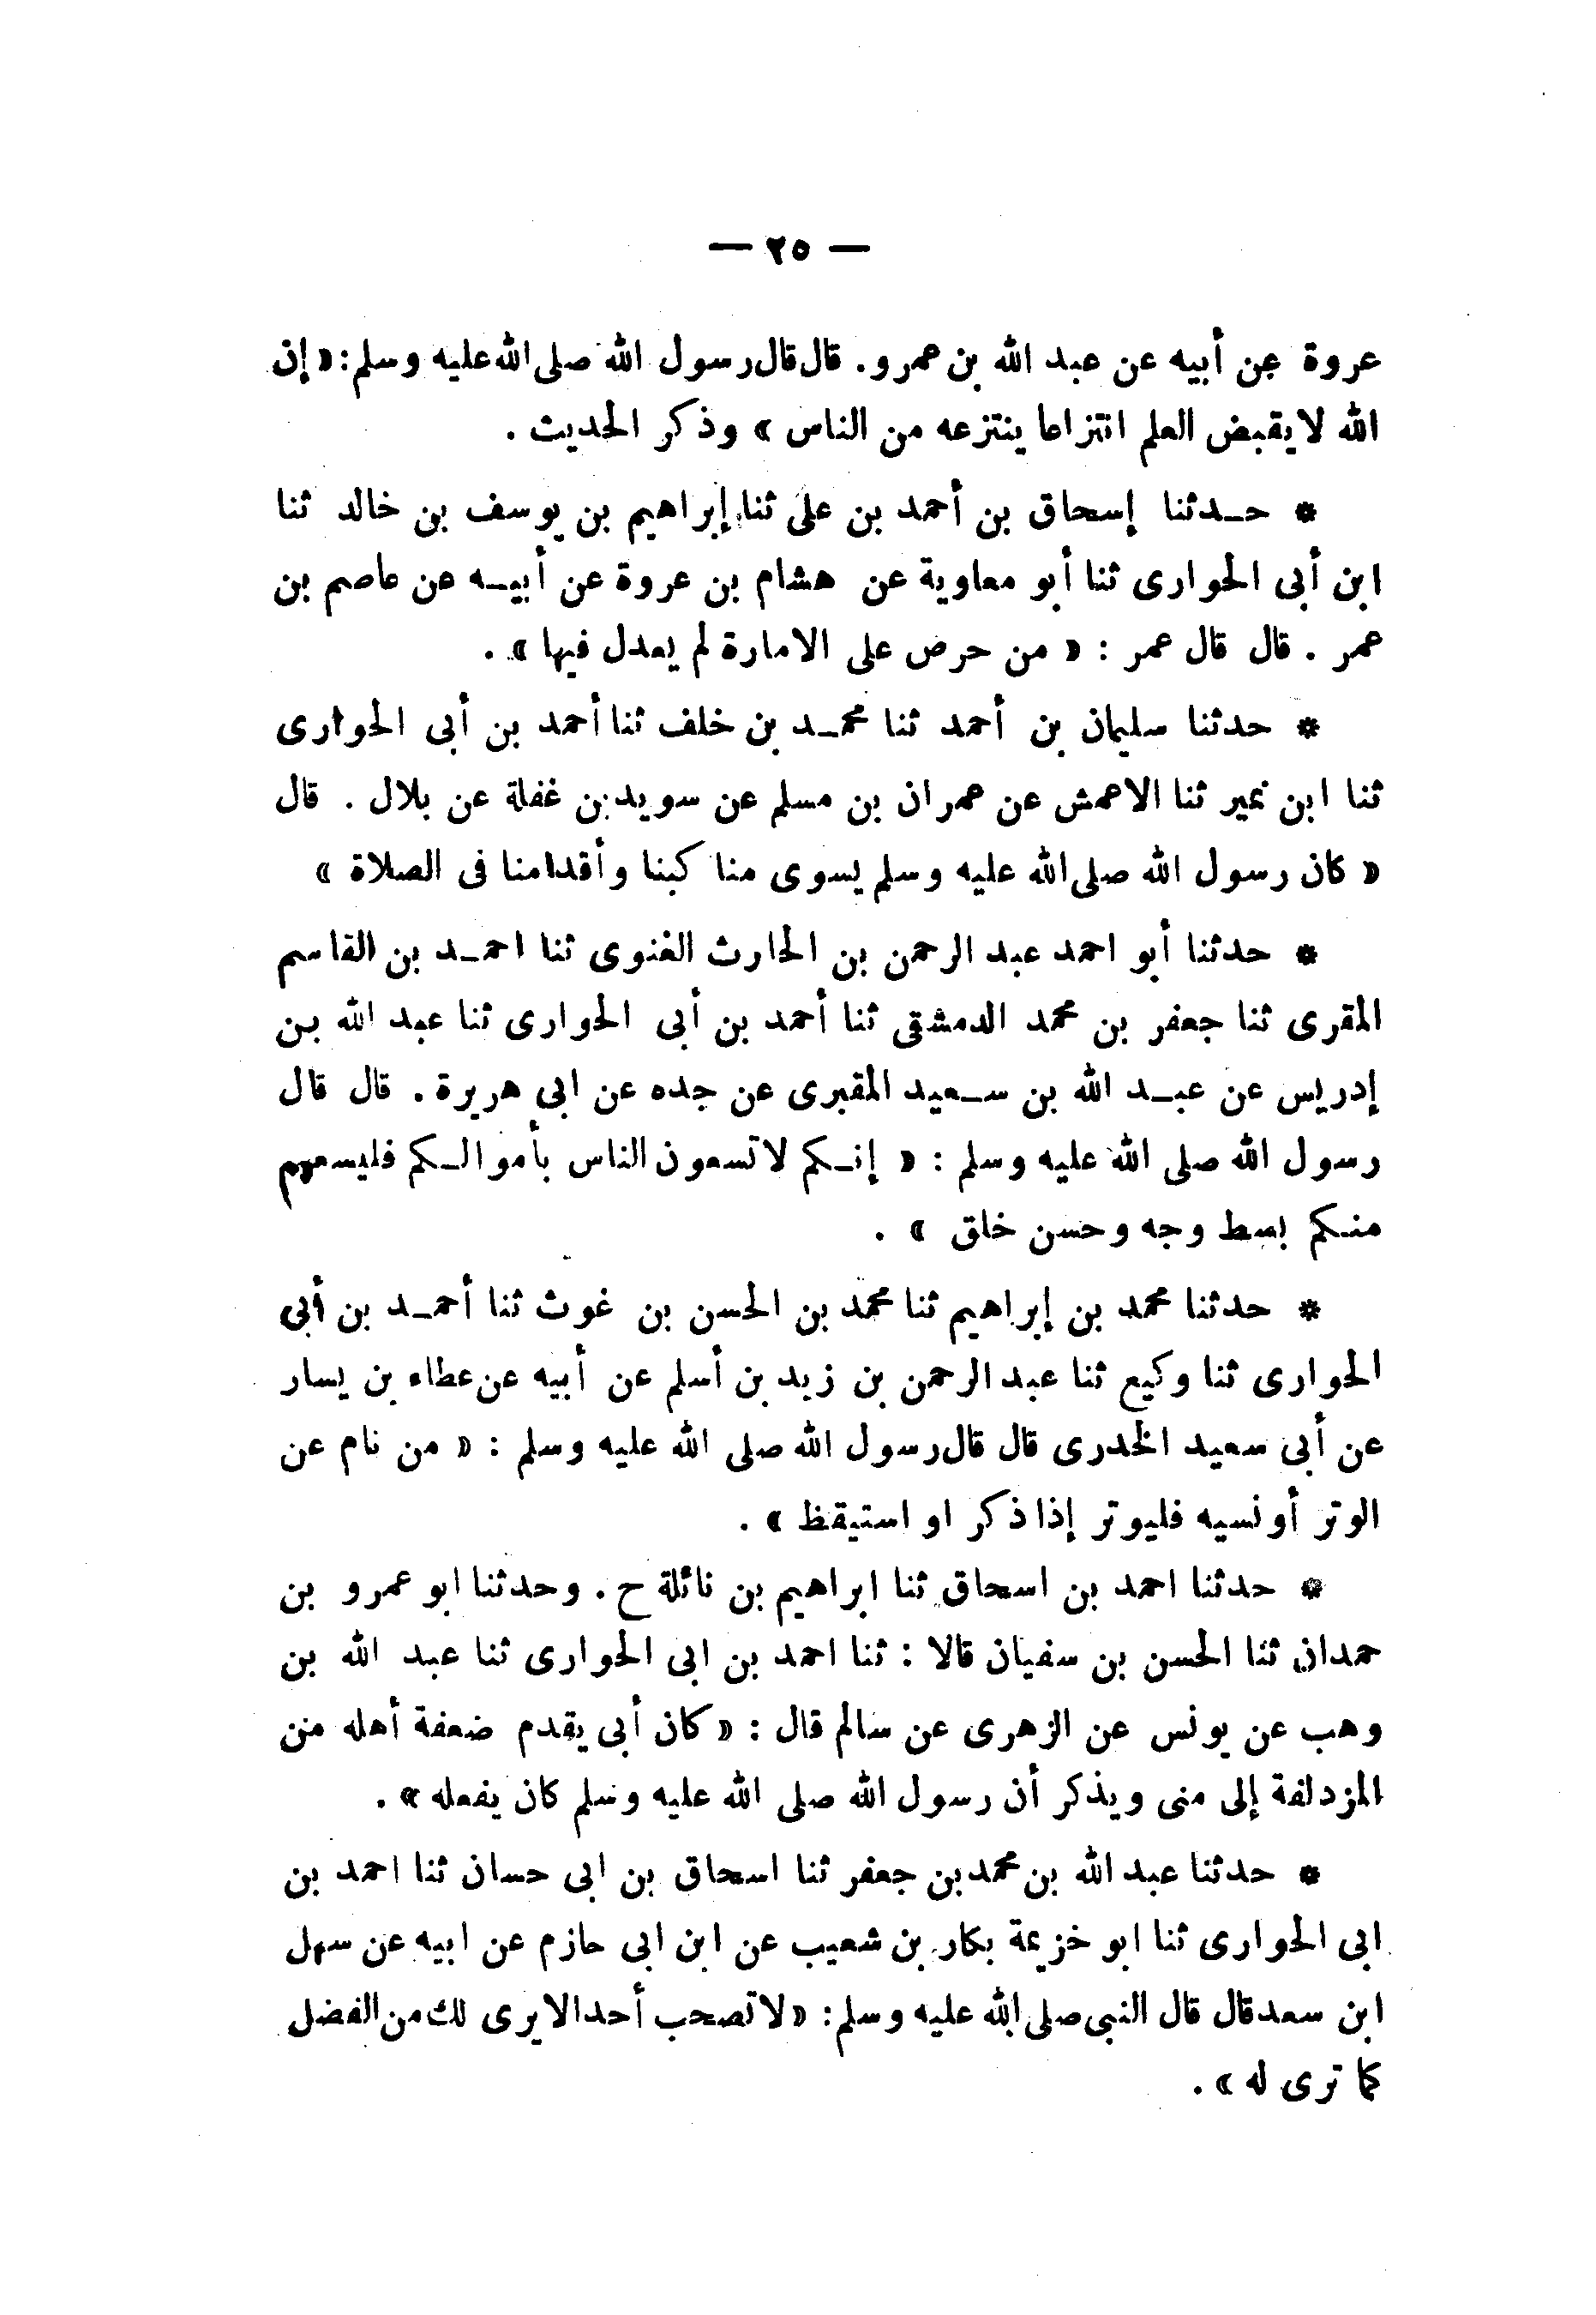 — ٢٥ —
عروة عن أبيه عن عبد الله بن عمرو. قال قال رسول الله صلى الله عليه وسلم: « إن
الله لا يقبض العلم انتزاعا ينتزعه من الناس » وذكر الحديث .
* حـدثنا إسحاق بن أحمد بن على ثنا إبراهيم بن يوسف بن خالد ثنا
ابن أبى الحوارى ثنا أبو معاوية عن هشام بن عروة عن أبيـه عن عاصم بن
عمر . قال قال عمر : « من حرص على الامارة لم يعدل فيها » .
* حدثنا سليمان بن أحمد ثنا محمـد بن خلف ثنا أحمد بن أبى الحوارى
ثنا ابن نمير ثنا الاعمش عن عمران بن مسلم عن سويد بن غفلة عن بلال . قال
« كان رسول الله صلى الله عليه وسلم يسوى منا كبنا وأقدامنا فى الصلاة »
* حدثنا أبو احمد عبد الرحمن بن الحارث الغنوى ثنا احمـد بن القاسم
المقرى ثنا جعفر بن محمد الدمشقى ثنا أحمد بن أبى الحوارى ثنا عبد الله بن
إدريس عن عبـد الله بن سـعيد المقبرى عن جده عن ابى هريرة . قال قال
رسول الله صلى الله عليه وسلم : « إنـكم لا تسعون الناس بأموالـكم فليسعهم
منـكم بسط وجه وحسن خلق » .
* حدثنا محمد بن إبراهيم ثنا محمد بن الحسن بن غوث ثنا أحمـد بن أبى
الحوارى ثنا وكيع ثنا عبد الرحمن بن زيد بن أسلم عن أبيه عن عطاء بن يسار
عن أبى سعيد الخدرى قال قال رسول الله صلى الله عليه وسلم : « من نام عن
الوتر أو نسيه فليوتر إذا ذكر او استيقظ » .
* حدثنا احمد بن اسحاق ثنا ابراهيم بن نائلة ح . وحدثنا ابو عمرو بن
حمدان ثنا الحسن بن سفيان قالا : ثنا احمد بن ابى الحوارى ثنا عبد الله بن
وهب عن يونس عن الزهرى عن سالم قال : « كان أبى يقدم ضعفة أهله من
المزدلفة إلى منى ويذكر أن رسول الله صلى الله عليه وسلم كان يفعله » .
* حدثنا عبد الله بن محمد بن جعفر ثنا اسحاق بن ابى حسان ثنا احمد بن
ابى الحوارى ثنا ابو خزيمة بكار بن شعيب عن ابن ابى حازم عن ابيه عن سهل
ابن سعد قال قال النبى صلى الله عليه وسلم : « لا تصحب أحدا لا يرى لك من الفضل
كما ترى له » .